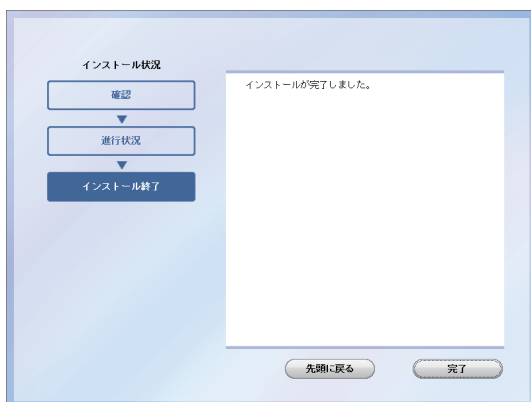 インストール状況
確認
進行状況
インストール終了
インストールが完了しました。
先頭に戻る
完了